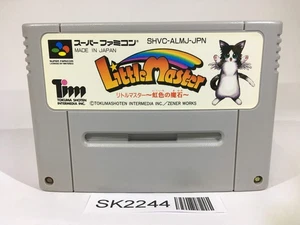 スーパーファミコン
MADE IN JAPAN
SHVC-ALMJ-JPN
Little Master
リトルマスター～虹色の魔石～
Tim
TOKUMA SHOTEN
INTERMEDIA INC.
©TOKUMASHOTEN INTERMEDIA INC./ZENER WORKS
SK2244